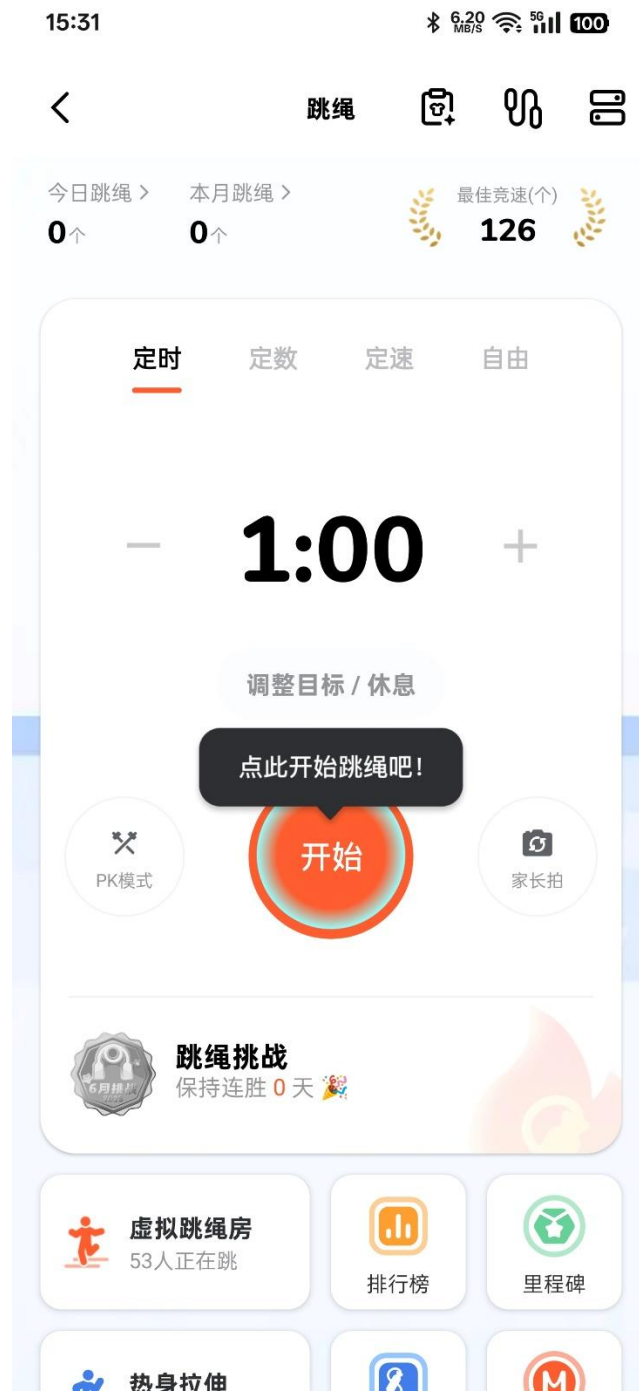 15:31
6.20 MB/S 5G 100
跳绳
今日跳绳 >
本月跳绳 >
最佳竞速(个)
0个
0个
126
定时 定数 定速 自由
— 1:00 +
调整目标 / 休息
点此开始跳绳吧!
开始
PK模式
家长拍
跳绳挑战
6月挑战
保持连胜 0 天 🎉
虚拟跳绳房
53人正在跳
排行榜
里程碑
热身拉伸
M